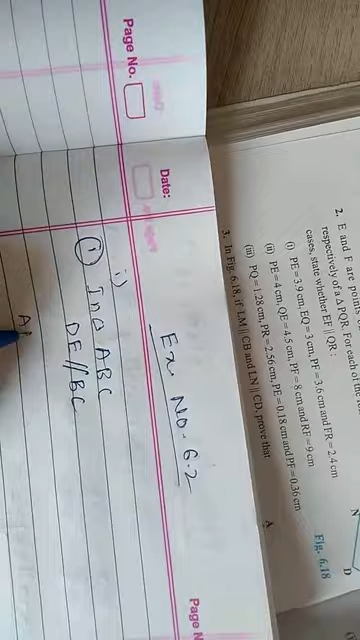 Page No.
Date:
Page N
Ex. No. 6.2
i)
① In Δ ABC
DE//BC
2. E and F are points
respectively of a Δ PQR. For each of the
cases, state whether EF || QR :
(i) PE = 3.9 cm, EQ = 3 cm, PF = 3.6 cm and FR = 2.4 cm
(ii) PE = 4 cm, QE = 4.5 cm, PF = 8 cm and RF = 9 cm
(iii) PQ = 1.28 cm, PR = 2.56 cm, PE = 0.18 cm and PF = 0.36 cm
3. In Fig. 6.18, if LM || CB and LN || CD, prove that
Fig. 6.18
N
D
A